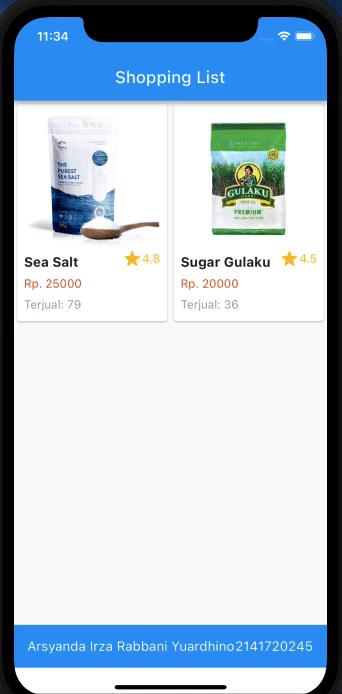 11:34
Shopping List
THE
PUREST
SEA SALT
GULAKU
PREMIUM
Sea Salt 4.8
Rp. 25000
Terjual: 79
Sugar Gulaku 4.5
Rp. 20000
Terjual: 36
Arsyanda Irza Rabbani Yuardhino2141720245